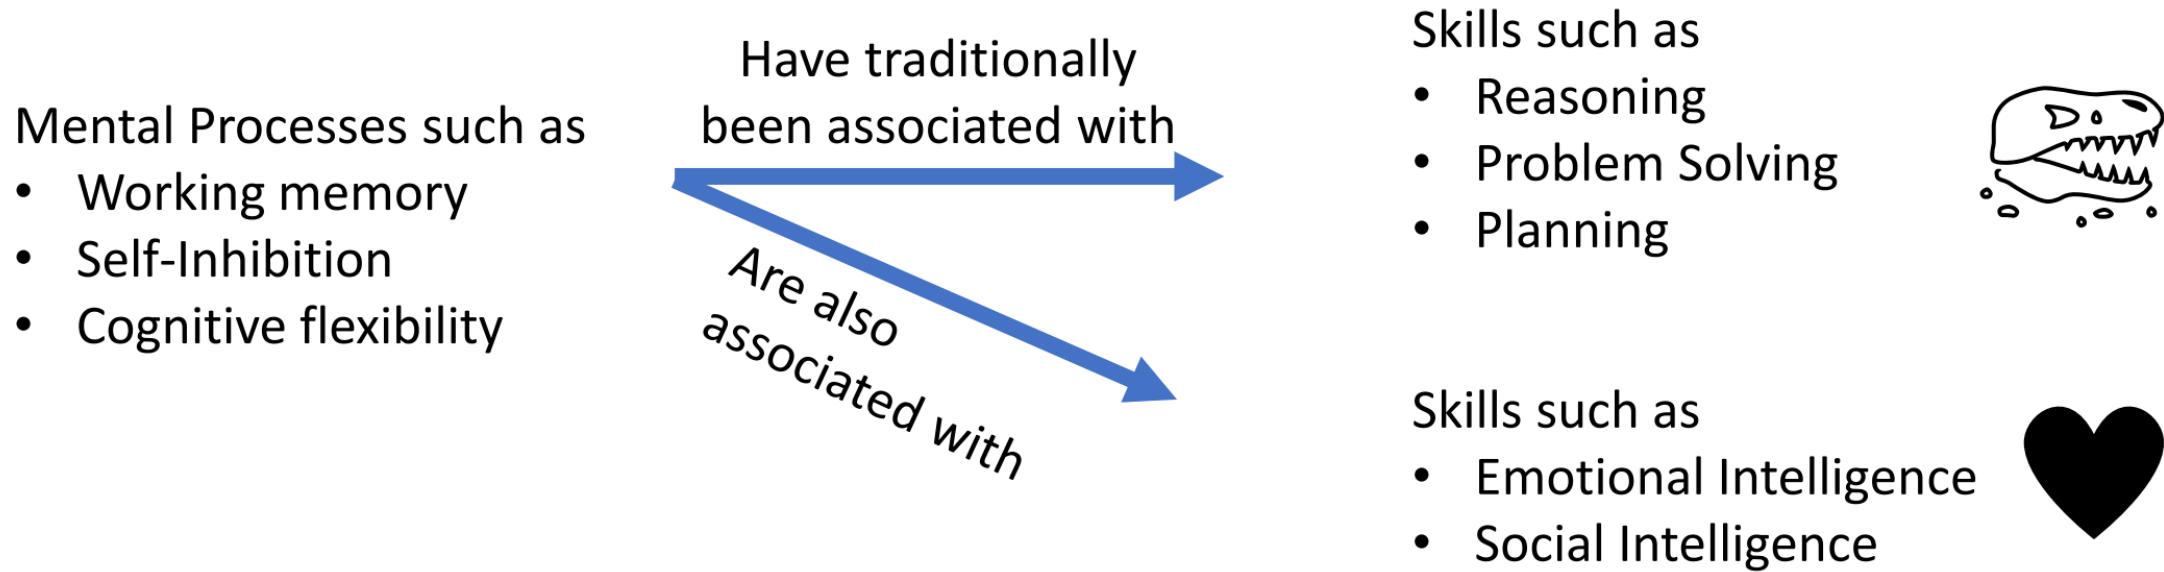 Mental Processes such as
• Working memory
• Self-Inhibition
• Cognitive flexibility
Have traditionally
been associated with
Are also
associated with
Skills such as
• Reasoning
• Problem Solving
• Planning
Skills such as
• Emotional Intelligence
• Social Intelligence